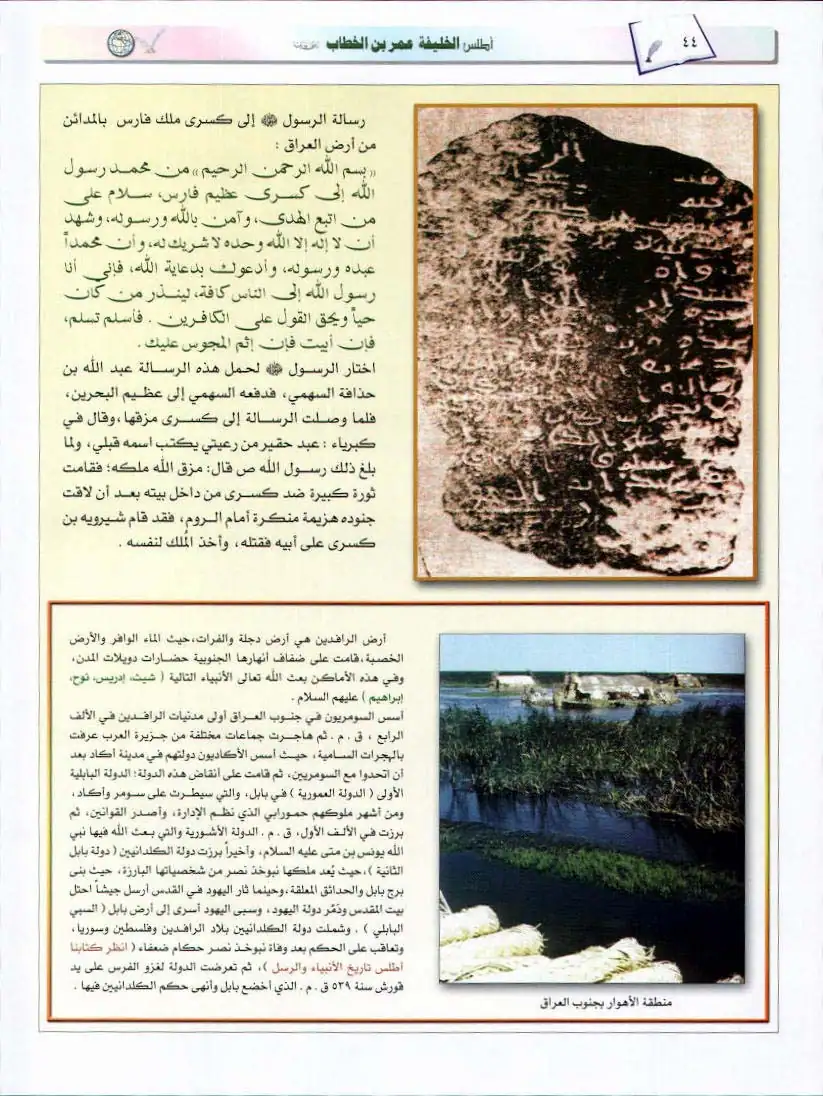 ٤٤
أطلس الخليفة عمر بن الخطاب
رسالة الرسول ﷺ إلى كسرى ملك فارس بالمدائن
من أرض العراق :
(( بسم الله الرحمن الرحيم )) من محمد رسول
الله إلى كسرى عظيم فارس، سلام على
من اتبع الهدى، وآمن بالله ورسوله، وشهد
أن لا إله إلا الله وحده لا شريك له، وأن محمداً
عبده ورسوله، وأدعوك بدعاية الله، فإني أنا
رسول الله إلى الناس كافة، لينذر من كان
حياً ويحق القول على الكافرين . فأسلم تسلم،
فإن أبيت فإن إثم المجوس عليك .
اختار الرسول ﷺ لحمل هذه الرسالة عبد الله بن
حذافة السهمي، فدفعه السهمي إلى عظيم البحرين،
فلما وصلت الرسالة إلى كسرى مزقها، وقال في
كبرياء : عبد حقير من رعيتي يكتب اسمه قبلي، ولما
بلغ ذلك رسول الله ص قال: مزق الله ملكه؛ فقامت
ثورة كبيرة ضد كسرى من داخل بيته بعد أن لاقت
جنوده هزيمة منكرة أمام الروم، فقد قام شيرويه بن
كسرى على أبيه فقتله، وأخذ المُلك لنفسه .
أرض الرافدين هي أرض دجلة والفرات، حيث الماء الوافر والأرض
الخصبة، قامت على ضفاف أنهارها الجنوبية حضارات دويلات المدن،
وفي هذه الأماكن بعث الله تعالى الأنبياء التالية ( شيث، إدريس، نوح،
إبراهيم ) عليهم السلام .
أسس السومريون في جنوب العراق أولى مدنيات الرافدين في الألف
الرابع ، ق . م . ثم هاجرت جماعات مختلفة من جزيرة العرب عرفت
بالهجرات السامية، حيث أسس الأكاديون دولتهم في مدينة أكاد بعد
أن اتحدوا مع السومريين، ثم قامت على أنقاض هذه الدولة؛ الدولة البابلية
الأولى ( الدولة العمورية ) في بابل، والتي سيطرت على سومر وأكاد،
ومن أشهر ملوكهم حمورابي الذي نظم الإدارة، وأصدر القوانين، ثم
برزت في الألف الأول، ق . م . الدولة الأشورية والتي بعث الله فيها نبي
الله يونس بن متى عليه السلام، وأخيراً برزت دولة الكلدانيين ( دولة بابل
الثانية )، حيث يُعد ملكها نبوخذ نصر من شخصياتها البارزة، حيث بنى
برج بابل والحدائق المعلقة، وحينما ثار اليهود في القدس أرسل جيشاً احتل
بيت المقدس ودَمَّر دولة اليهود، وسبى اليهود أسرى إلى أرض بابل ( السبي
البابلي ) . وشملت دولة الكلدانيين بلاد الرافدين وفلسطين وسوريا،
وتعاقب على الحكم بعد وفاة نبوخذ نصر حكام ضعفاء ( انظر كتابنا
أطلس تاريخ الأنبياء والرسل )، ثم تعرضت الدولة لغزو الفرس على يد
قورش سنة ٥٣٩ ق . م . الذي أخضع بابل وأنهى حكم الكلدانيين فيها .
منطقة الأهوار بجنوب العراق